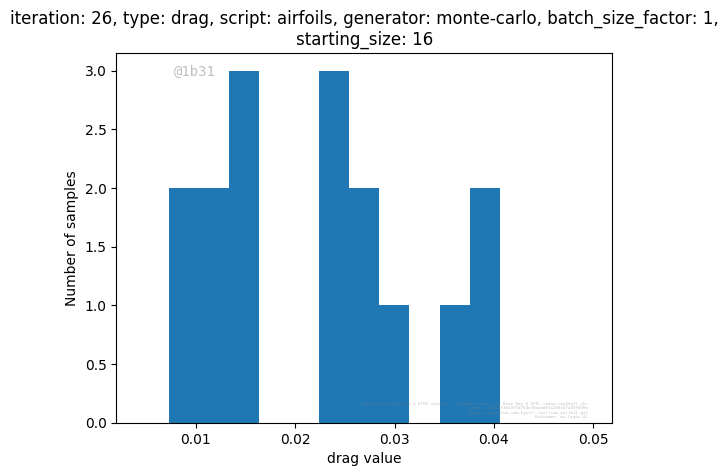 iteration: 26, type: drag, script: airfoils, generator: monte-carlo, batch_size_factor: 1,
starting_size: 16
@1b31
3.0
2.5
2.0
1.5
1.0
0.5
0.0
Number of samples
0.01
0.02
0.03
0.04
0.05
drag value